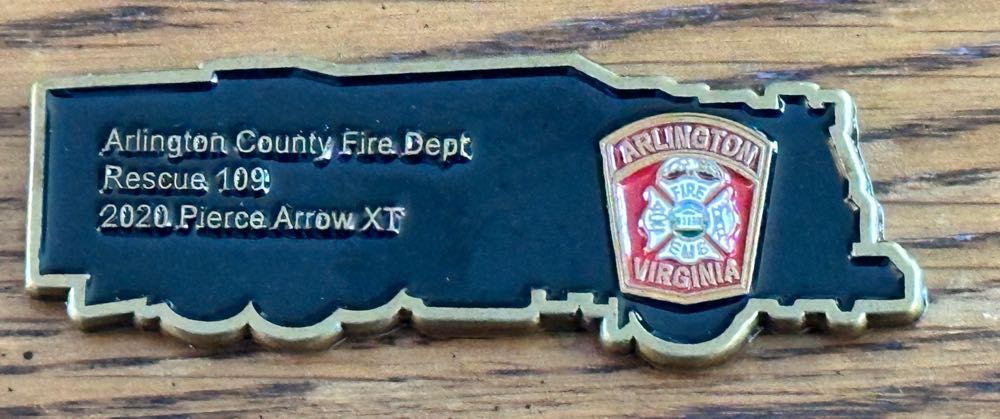 Arlington County Fire Dept
Rescue 109
2020 Pierce Arrow XT
ARLINGTON
FIRE
EMS
VIRGINIA